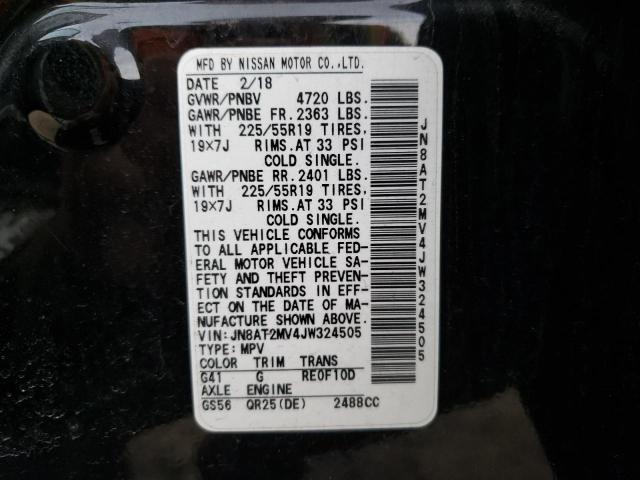 MFD BY NISSAN MOTOR CO.,LTD.
DATE 2/18
GVWR/PNBV 4720 LBS.
GAWR/PNBE FR. 2363 LBS.
WITH 225/55R19 TIRES,
19×7J RIMS.AT 33 PSI
COLD SINGLE.
GAWR/PNBE RR. 2401 LBS.
WITH 225/55R19 TIRES,
19×7J RIMS.AT 33 PSI
COLD SINGLE.
THIS VEHICLE CONFORMS
TO ALL APPLICABLE FED-
ERAL MOTOR VEHICLE SA-
FETY AND THEFT PREVEN-
TION STANDARDS IN EFF-
ECT ON THE DATE OF MA-
NUFACTURE SHOWN ABOVE.
VIN:JN8AT2MV4JW324505
TYPE:MPV
COLOR TRIM TRANS
G41 G RE0F10D
AXLE ENGINE
GS56 QR25(DE) 2488CC
JN8AT2MV4JW324505